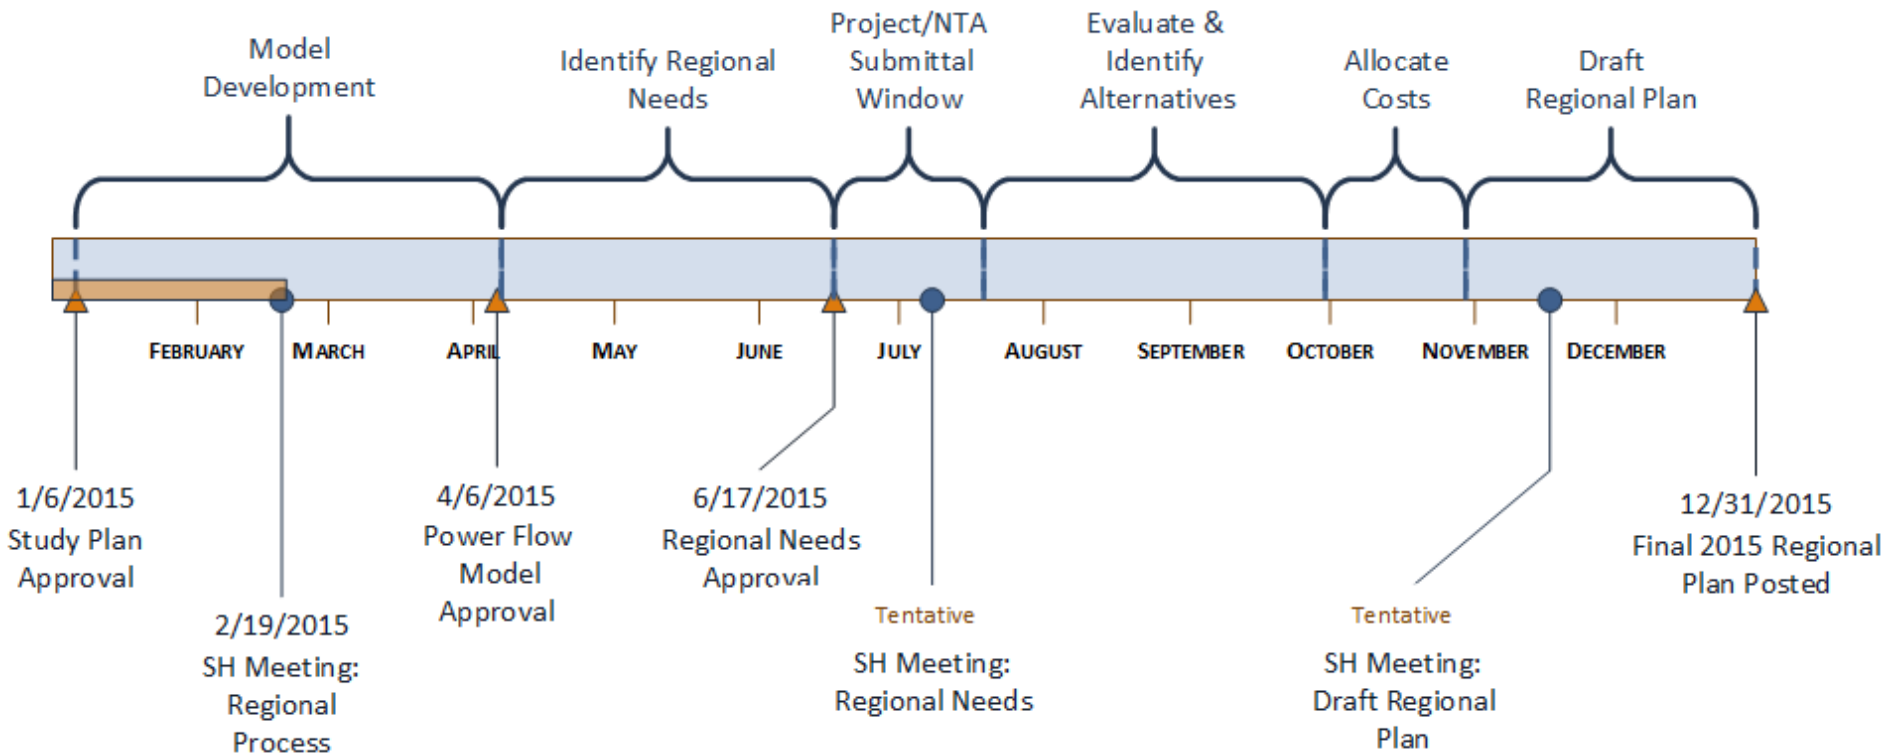 Model
Development
Identify Regional
Needs
Project/NTA
Submittal
Window
Evaluate &
Identify
Alternatives
Allocate
Costs
Draft
Regional Plan
FEBRUARY
MARCH
APRIL
MAY
JUNE
JULY
AUGUST
SEPTEMBER
OCTOBER
NOVEMBER
DECEMBER
1/6/2015
Study Plan
Approval
2/19/2015
SH Meeting:
Regional
Process
4/6/2015
Power Flow
Model
Approval
6/17/2015
Regional Needs
Approval
Tentative
SH Meeting:
Regional Needs
Tentative
SH Meeting:
Draft Regional
Plan
12/31/2015
Final 2015 Regional
Plan Posted